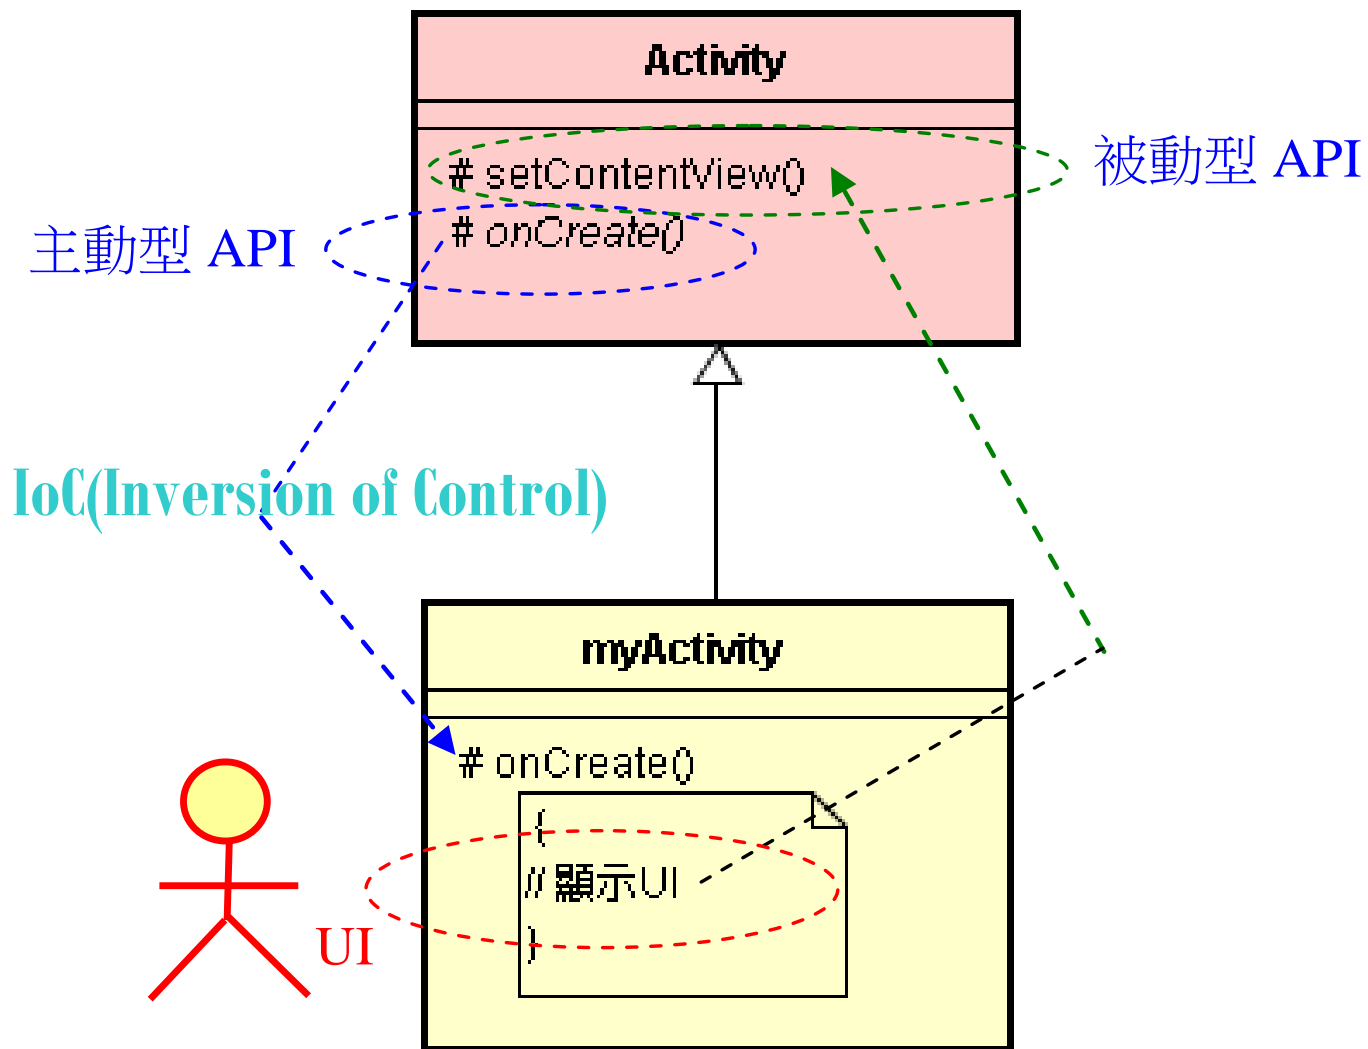 Activity
# setContentView()
被動型 API
# onCreate()
主動型 API
IoC(Inversion of Control)
myActivity
# onCreate()
{
// 顯示UI
}
UI